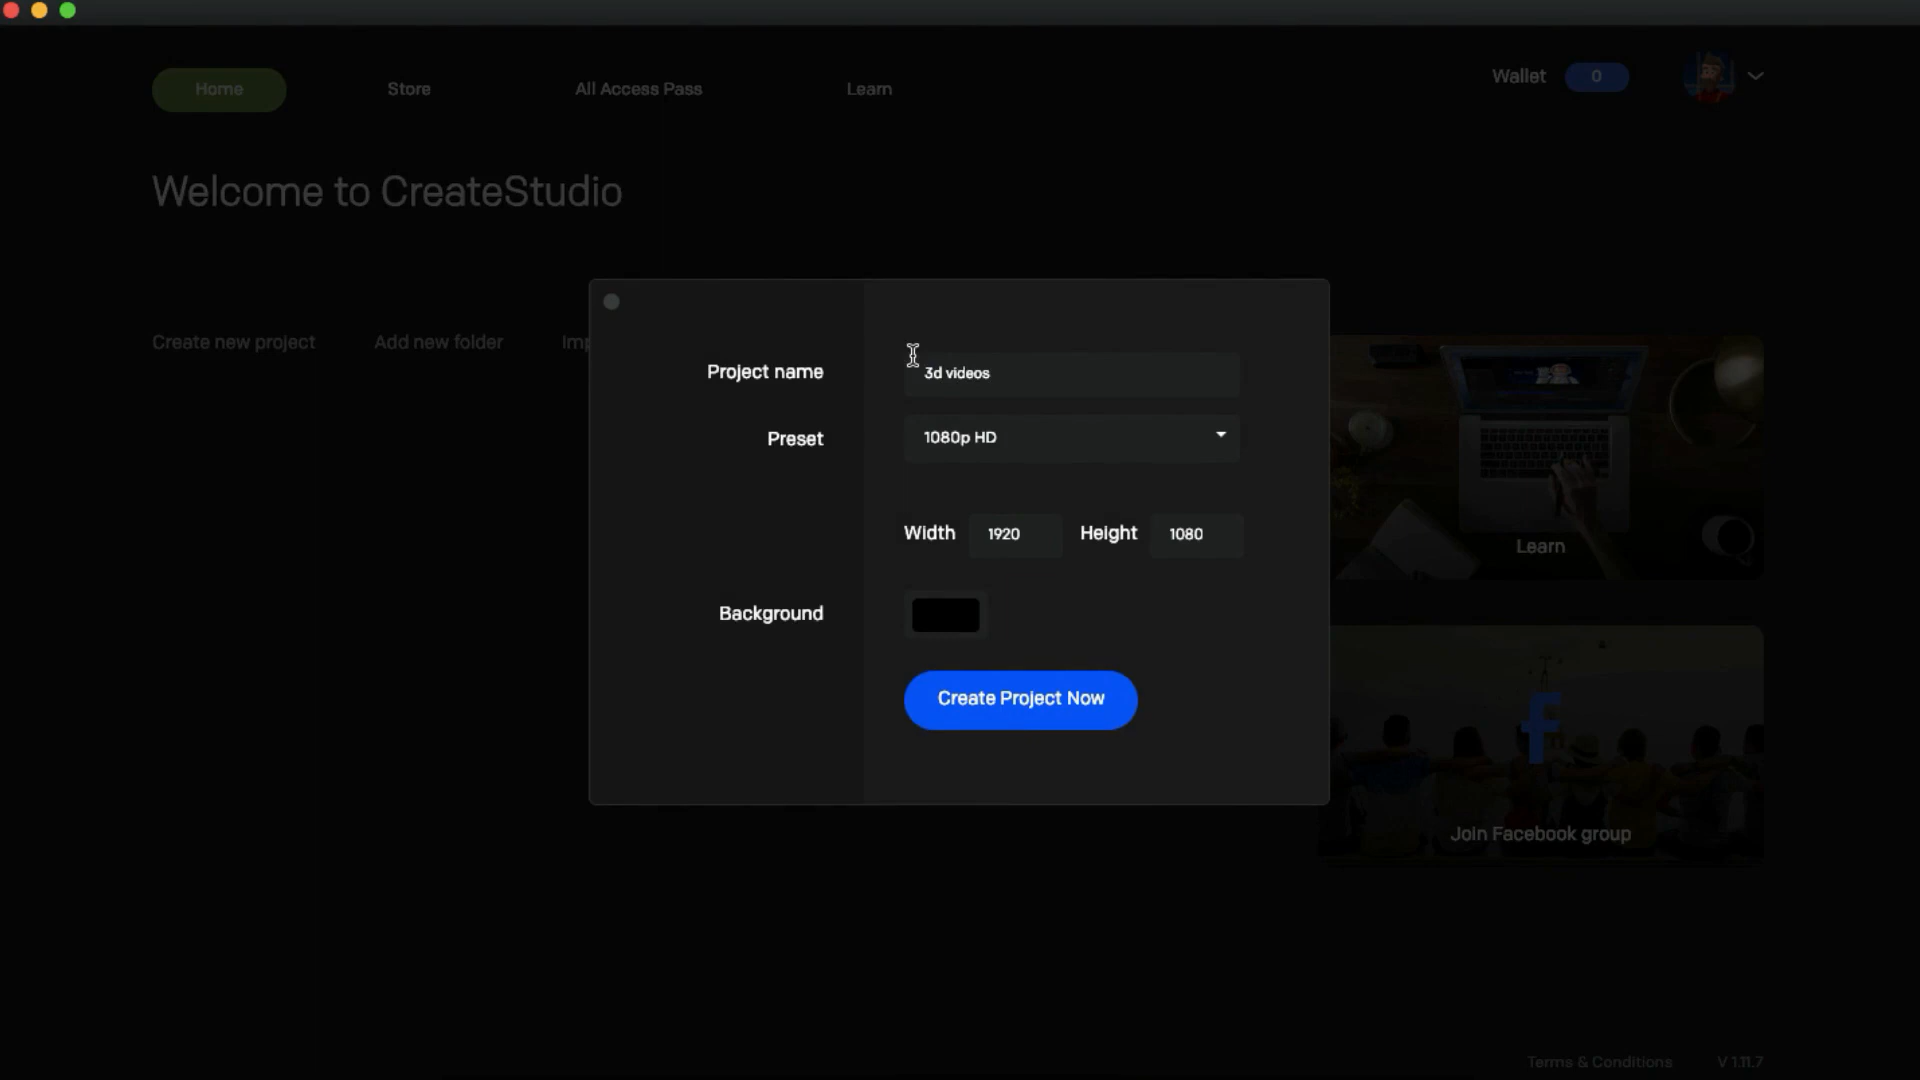 Home
Store
All Access Pass
Learn
Wallet
0
Welcome to CreateStudio
Create new project
Add new folder
Imp
Project name
3d videos
Preset
1080p HD
Width
1920
Height
1080
Background
Create Project Now
Learn
Join Facebook group
Terms & Conditions
V 1.11.7